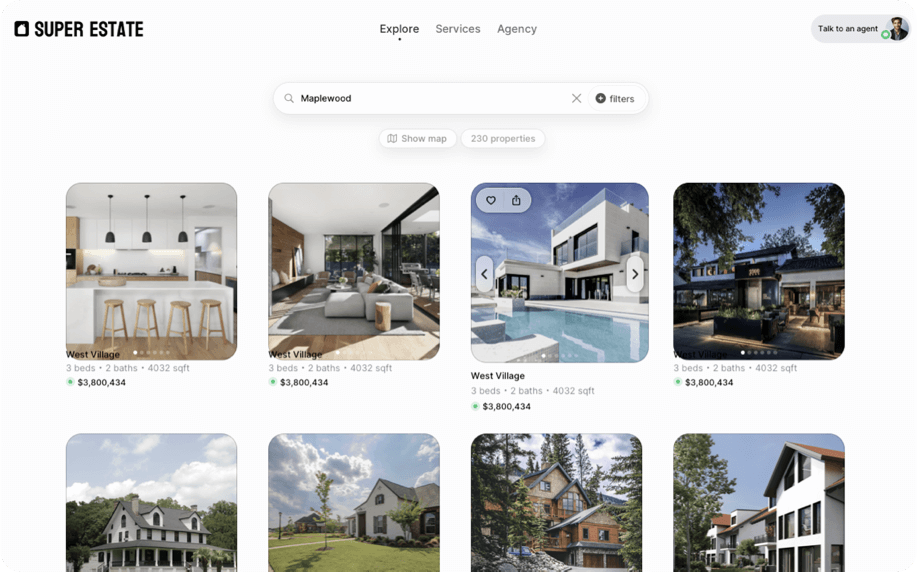 SUPER ESTATE
Explore
Services
Agency
Talk to an agent
Maplewood
filters
Show map
230 properties
West Village
3 beds • 2 baths • 4032 sqft
$3,800,434
West Village
3 beds • 2 baths • 4032 sqft
$3,800,434
West Village
3 beds • 2 baths • 4032 sqft
$3,800,434
West Village
3 beds • 2 baths • 4032 sqft
$3,800,434